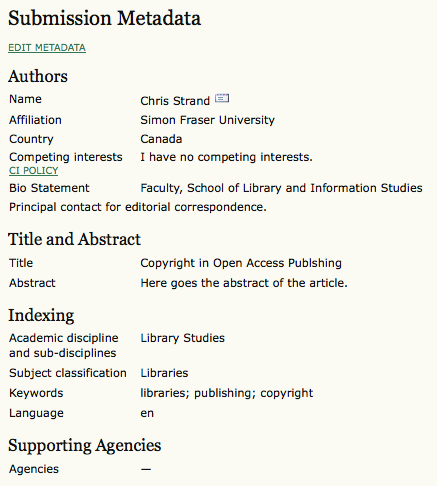 Submission Metadata
EDIT METADATA
Authors
Name Chris Strand
Affiliation Simon Fraser University
Country Canada
Competing interests I have no competing interests.
CI POLICY
Bio Statement Faculty, School of Library and Information Studies
Principal contact for editorial correspondence.
Title and Abstract
Title Copyright in Open Access Publshing
Abstract Here goes the abstract of the article.
Indexing
Academic discipline Library Studies
and sub-disciplines
Subject classification Libraries
Keywords libraries; publishing; copyright
Language en
Supporting Agencies
Agencies —